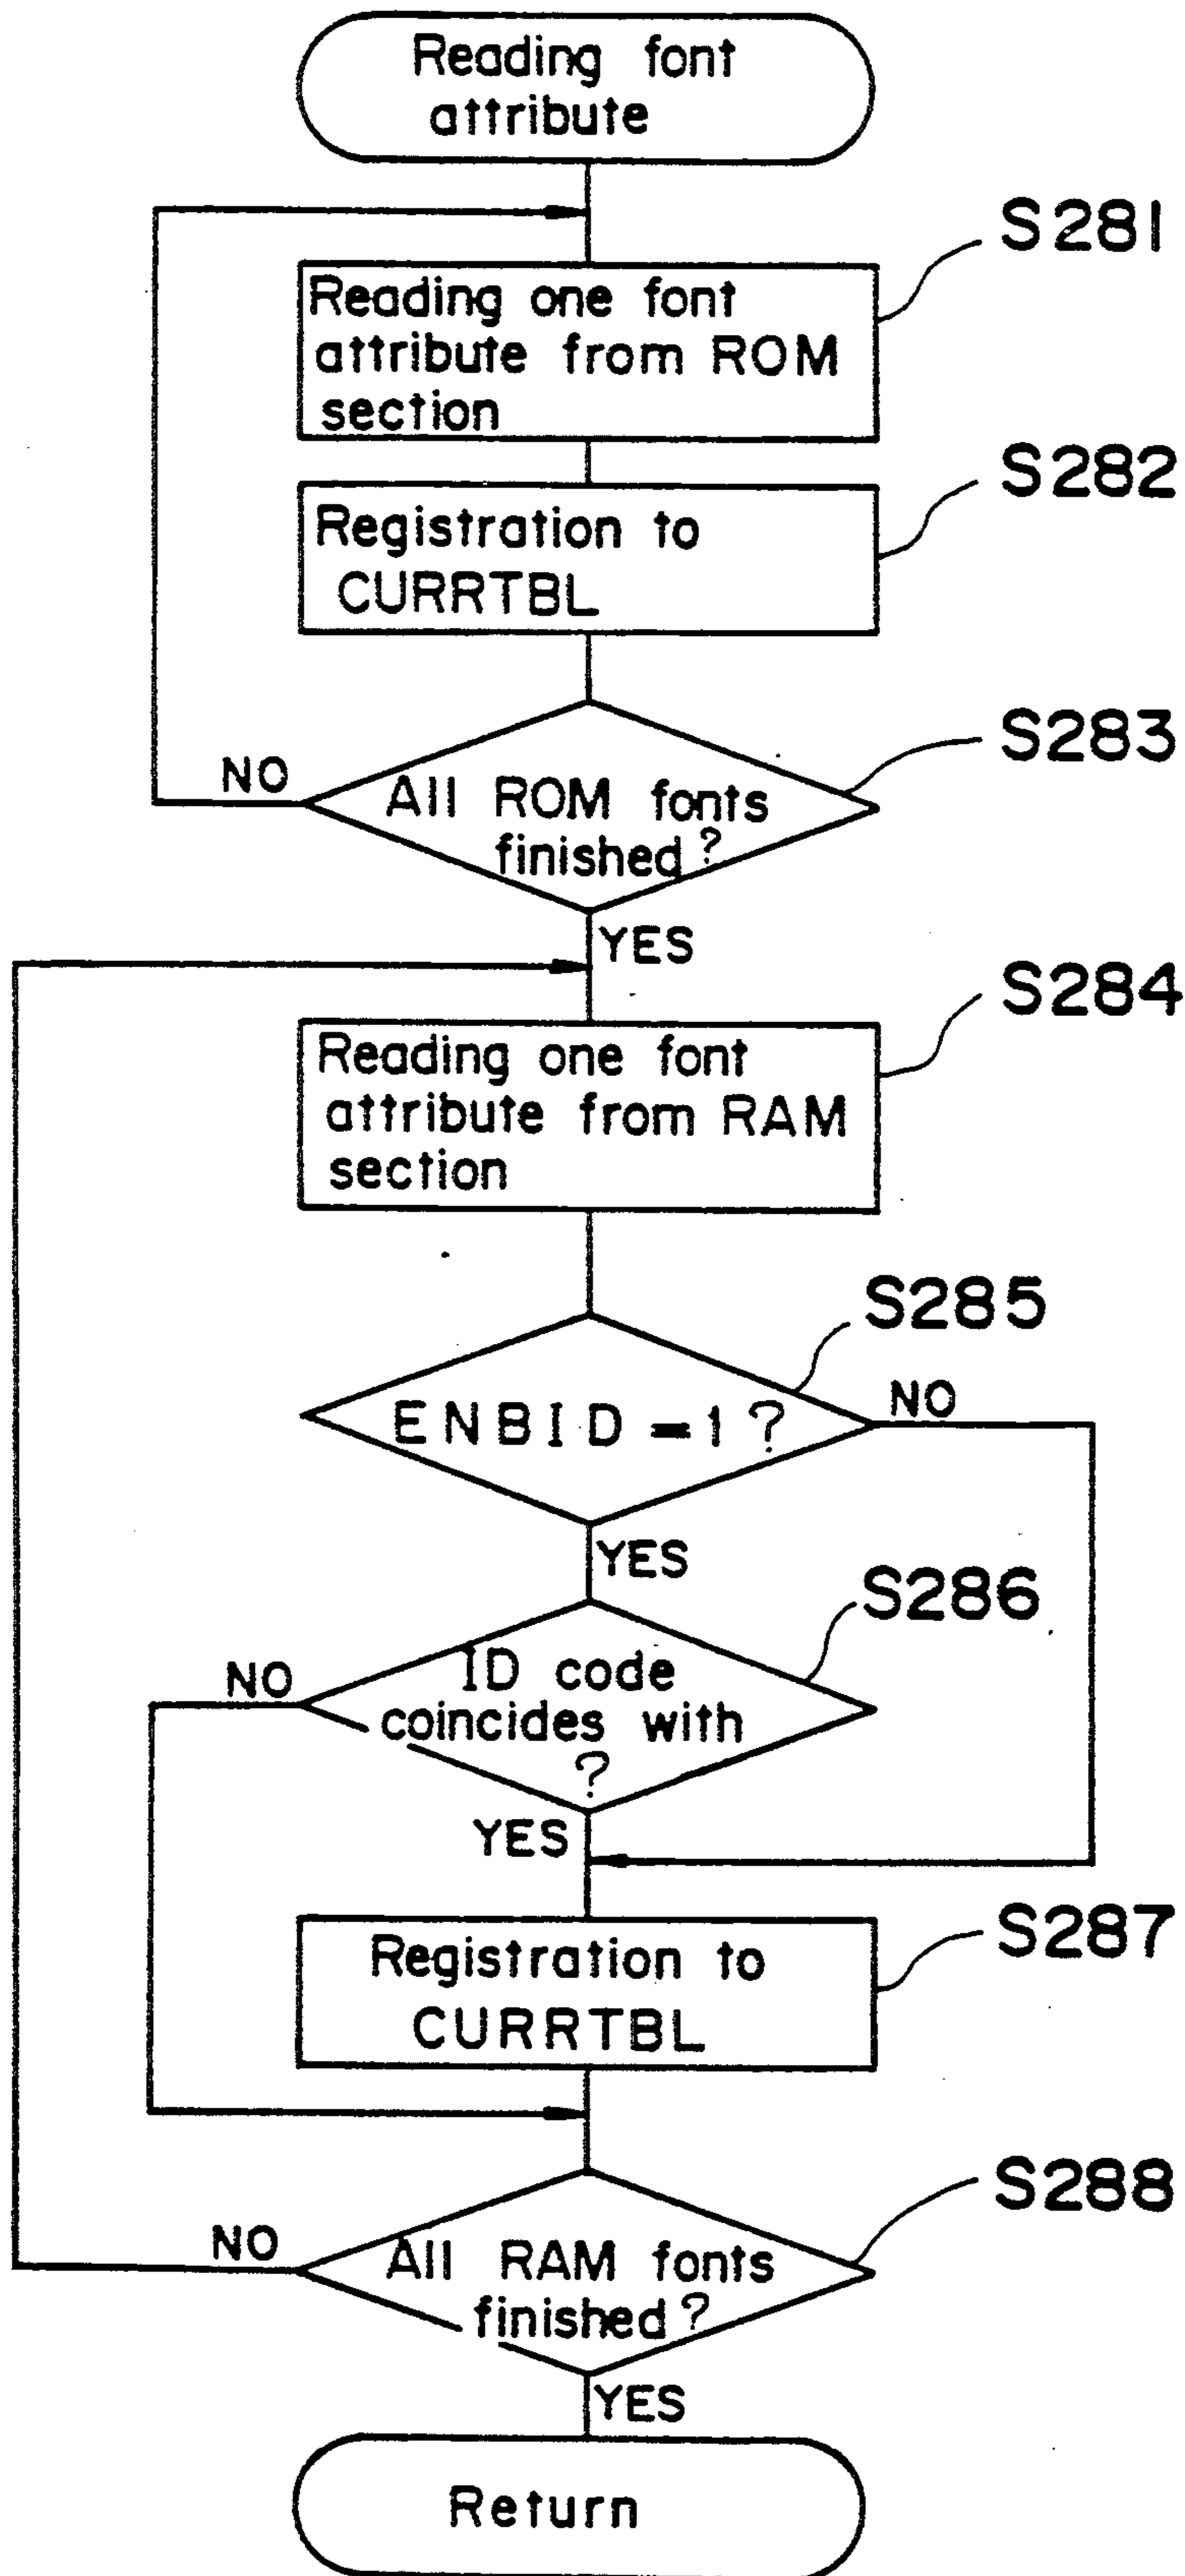 Reading font
attribute
S281
Reading one font
attribute from ROM
section
S282
Registration to
CURRTBL
S283
NO
All ROM fonts
finished?
YES
S284
Reading one font
attribute from RAM
section
S285
ENBID = 1 ?
NO
YES
S286
NO
ID code
coincides with
?
YES
S287
Registration to
CURRTBL
S288
NO
All RAM fonts
finished?
YES
Return